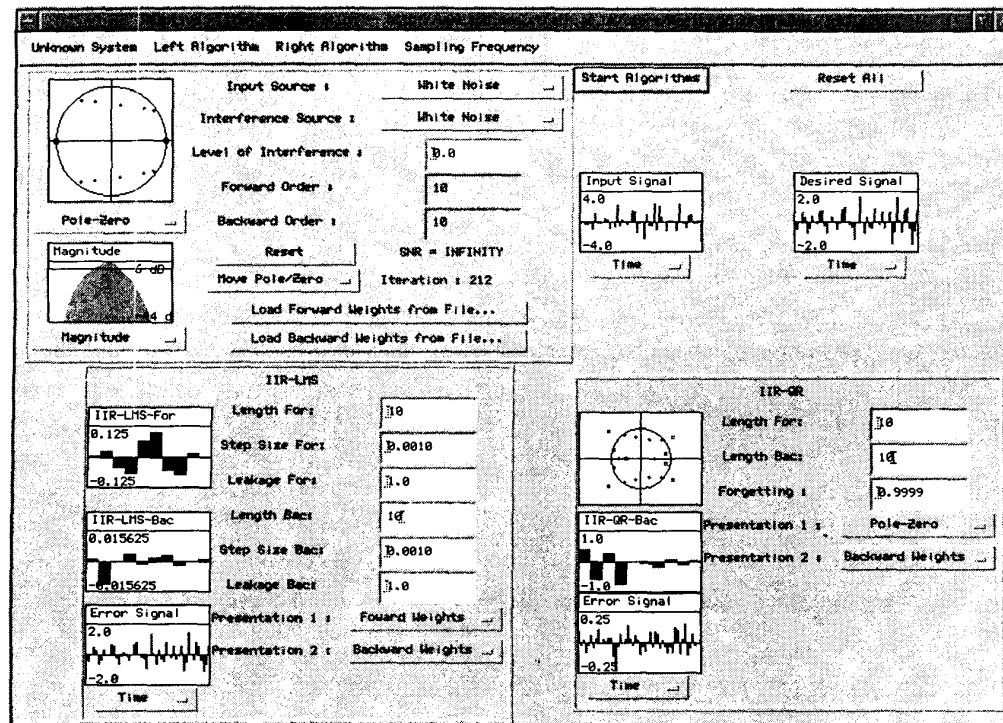 Unknown System Left Algorithm Right Algorithm Sampling Frequency
Input Source : White Noise
Interference Source : White Noise
Level of Interference : 0.0
Forward Order : 10
Backward Order : 10
Pole-Zero
Reset SNR = INFINITY
Move Pole/Zero Iteration : 212
Load Forward Weights from File...
Load Backward Weights from File...
Magnitude
6 dB
Magnitude
Start Algorithms Reset All
Input Signal
4.0
-4.0
Time
Desired Signal
2.0
-2.0
Time
IIR-LMS
IIR-LMS-For
0.125
-0.125
Length For: 10
Step Size For: 0.0010
Leakage For: 1.0
IIR-LMS-Bac
0.015625
-0.015625
Length Bac: 10
Step Size Bac: 0.0010
Leakage Bac: 1.0
Error Signal
2.0
-2.0
Time
Presentation 1 : Foward Weights
Presentation 2 : Backward Weights
IIR-QR
Length For: 10
Length Bac: 10
Forgetting : 0.9999
IIR-QR-Bac
1.0
-1.0
Presentation 1 : Pole-Zero
Presentation 2 : Backward Weights
Error Signal
0.25
-0.25
Time